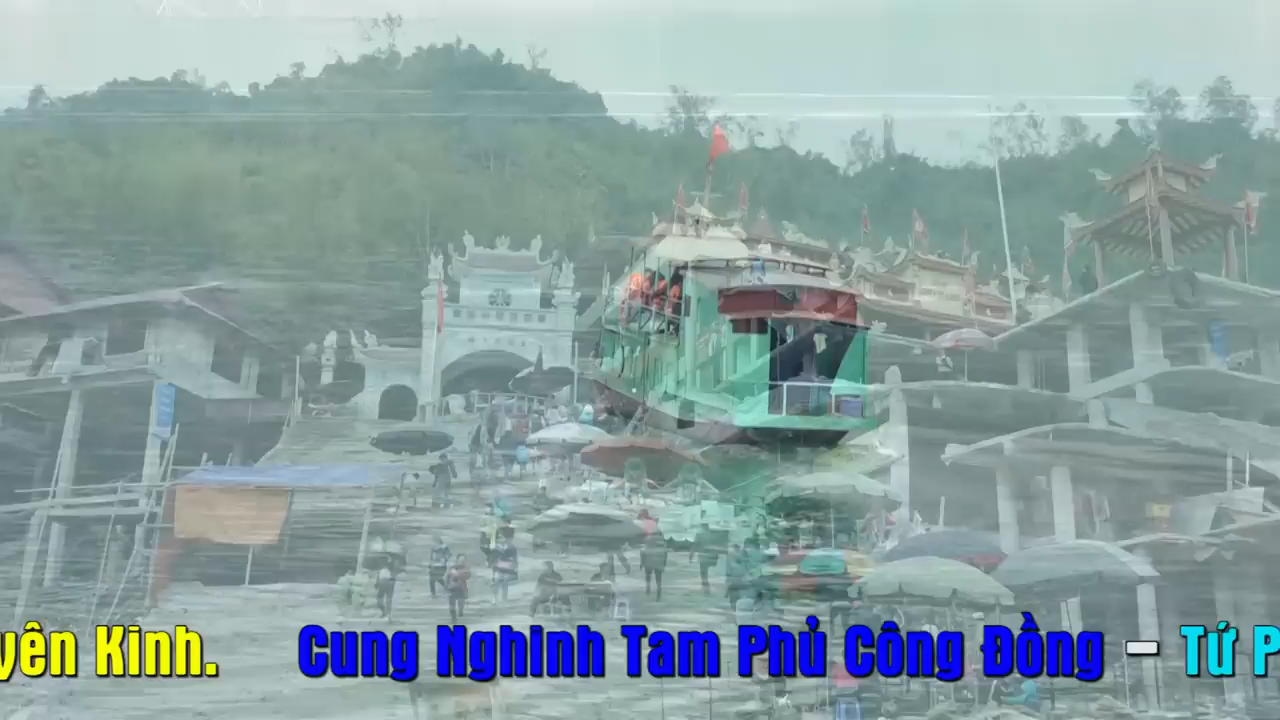 yên Kinh. Cung Nghinh Tam Phủ Công Đồng - Tứ P